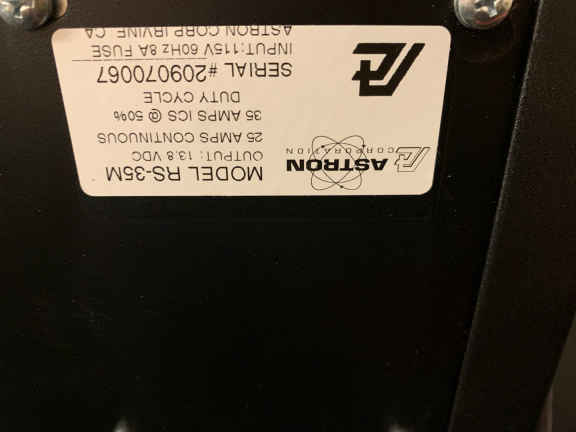 ASTRON
CORPORATION
MODEL RS-35M
OUTPUT: 13.8 VDC
25 AMPS CONTINUOUS
35 AMPS ICS @ 50%
DUTY CYCLE
SERIAL # 209070067
INPUT:115V 60Hz 8A FUSE
ASTRON CORP IRVINE, CA